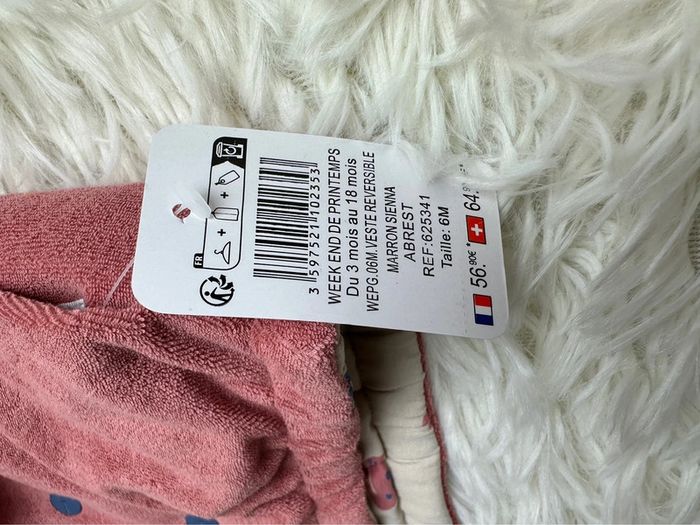 FR
3 597521 102353
WEEK END DE PRINTEMPS
Du 3 mois au 18 mois
WEPG.06M.VESTE REVERSIBLE
MARRON SIENNA
ABREST
REF:625341
Taille: 6M
56.90€*
64.